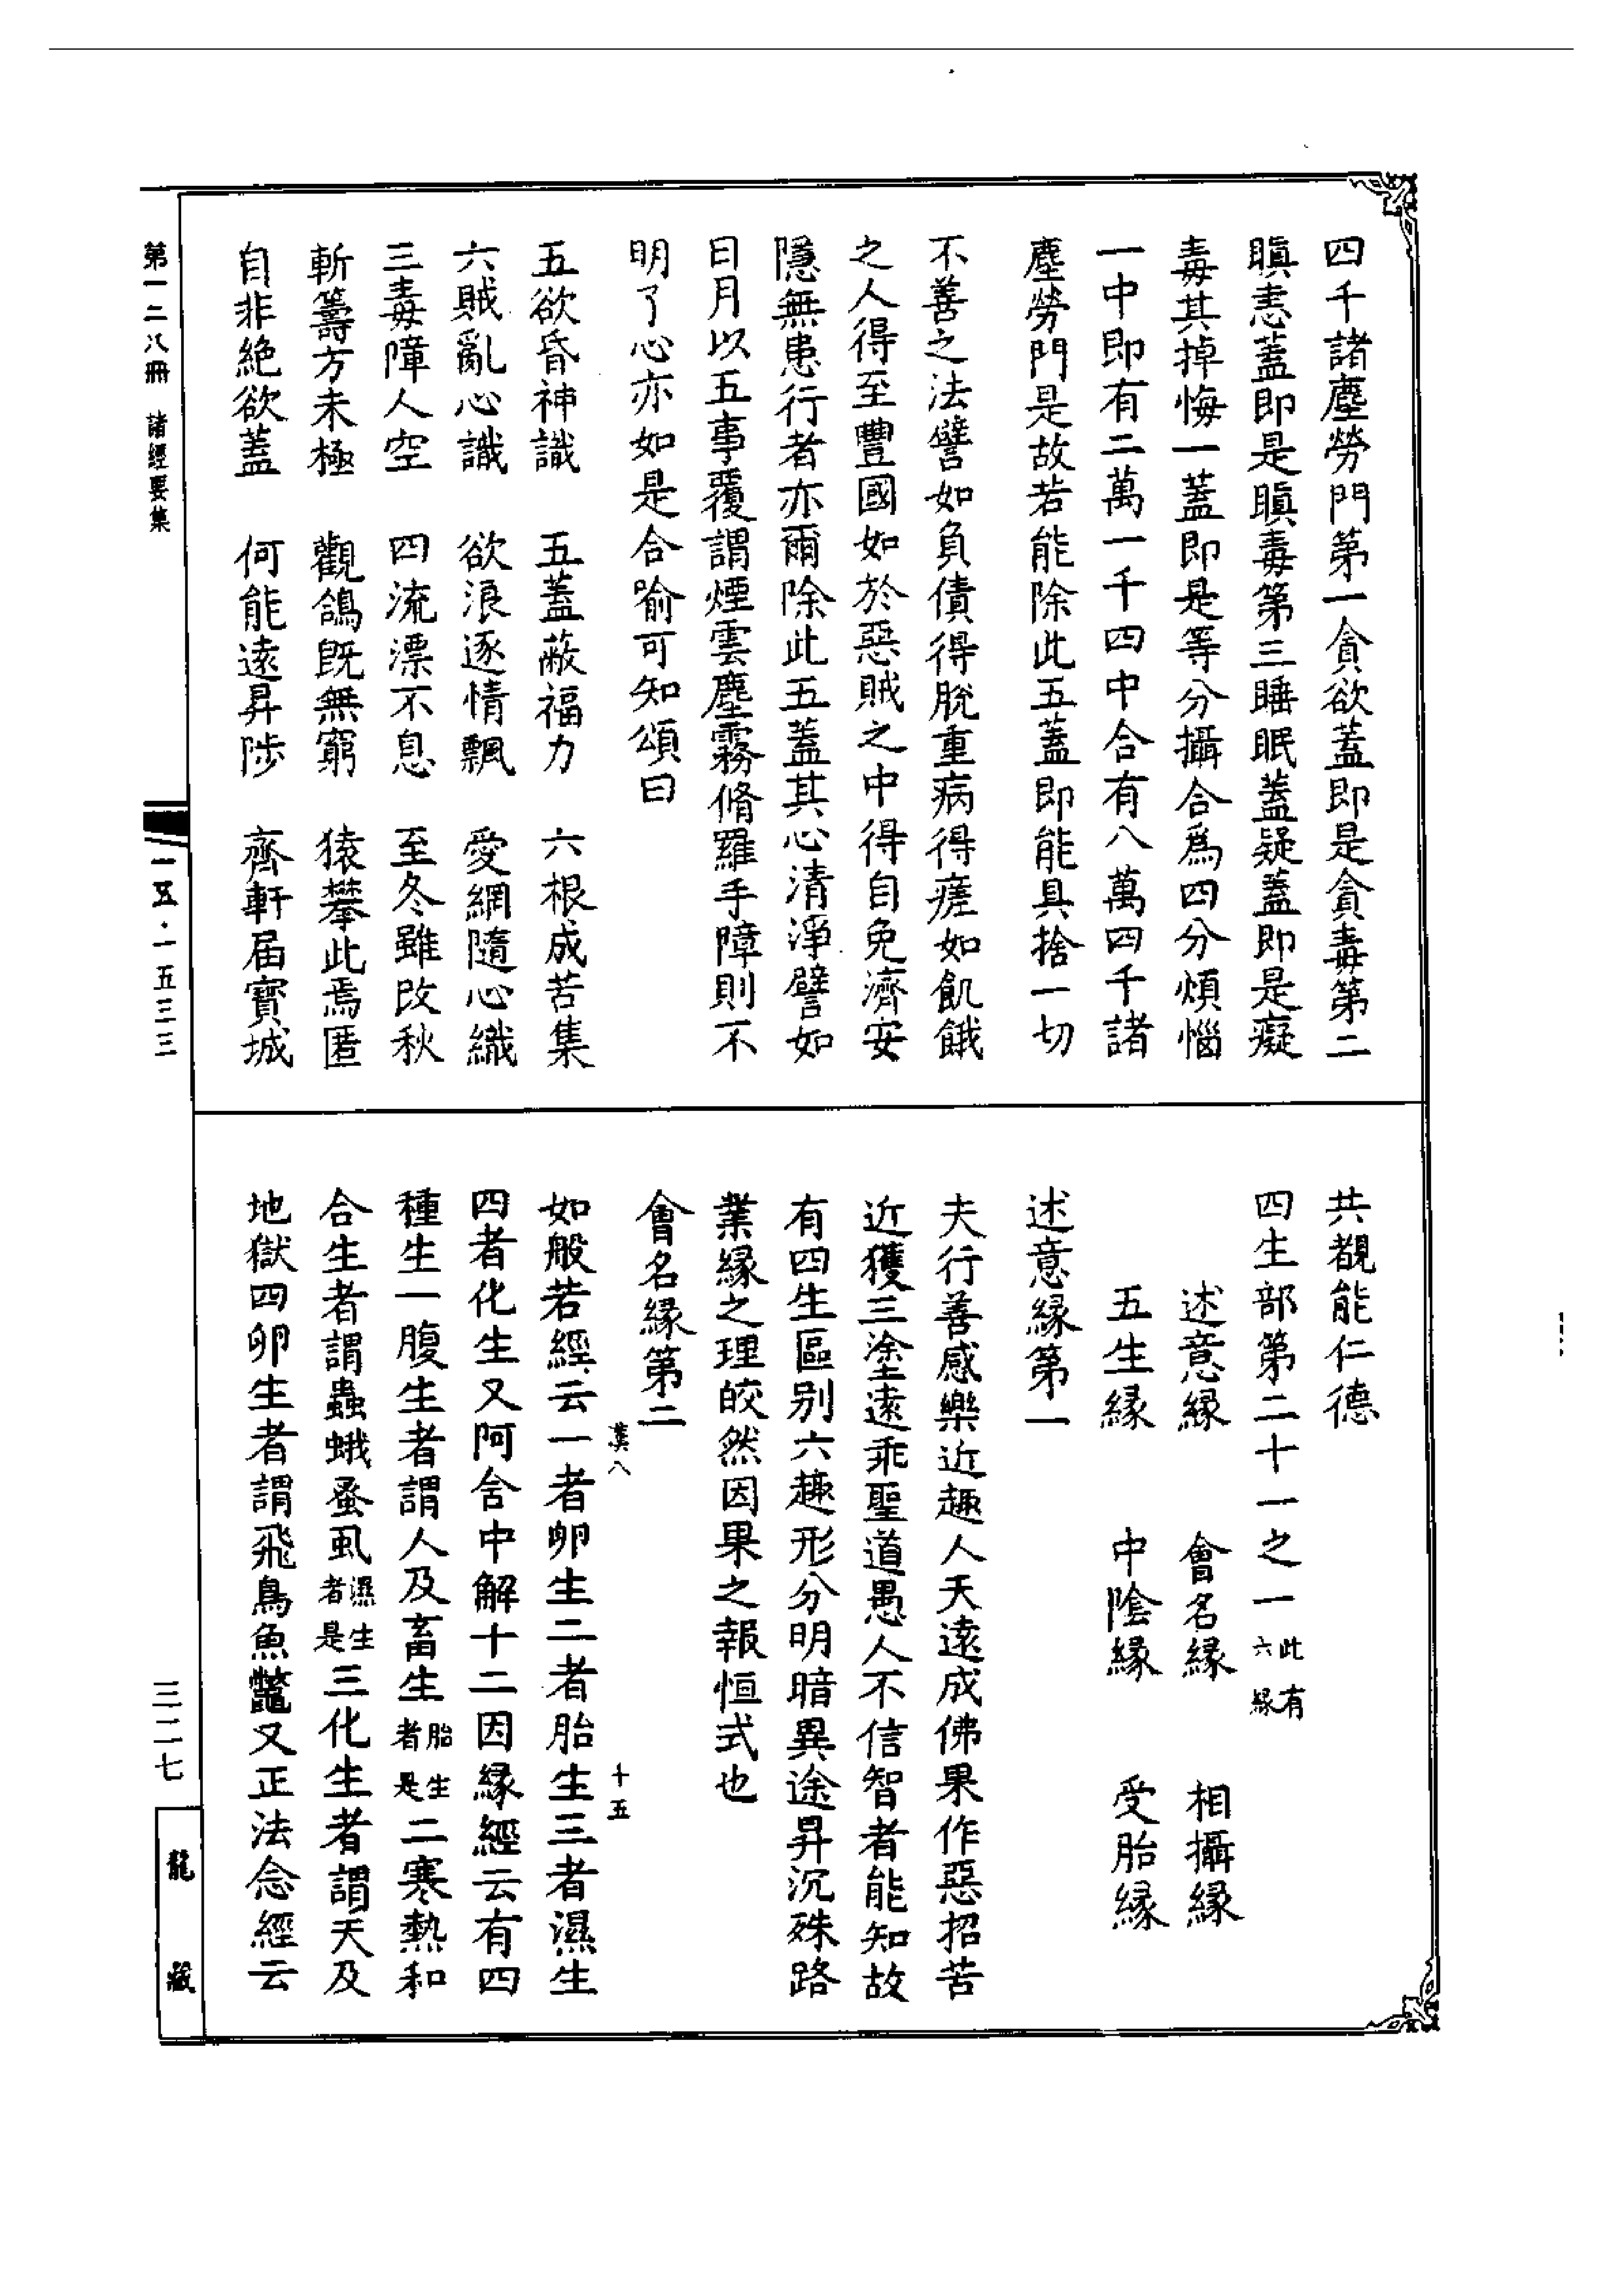 四千諸塵勞門第一貪欲蓋即是貪毒第二
瞋恚蓋即是瞋毒第三睡眠蓋疑蓋即是癡
毒其掉悔一蓋即是等分攝合爲四分煩惱
一中即有二萬一千四中合有八萬四千諸
塵勞門是故若能除此五蓋即能具捨一切
不善之法譬如負債得脫重病得瘥如飢餓
之人得至豐國如於惡賊之中得自免濟安
隱無患行者亦爾除此五蓋其心清淨譬如
日月以五事覆謂煙雲塵霧脩羅手障則不
明了心亦如是合喻可知頌曰
五欲昏神識　五蓋蔽福力　六根成苦集
六賊亂心識　欲浪逐情飄　愛網隨心織
三毒障人空　四流漂不息　至冬雖改秋
斬籌方未極　觀鴿旣無窮　猿攀此焉匿
自非絶欲蓋　何能遠昇陟　齊軒届寳城
共覩能仁德
四生部第二十一之一此有六縁
述意縁　會名縁　相攝縁
五生縁　中陰縁　受胎縁
述意縁第一
夫行善感樂近趣人天遠成佛果作惡招苦
近獲三塗遠乖聖道愚人不信智者能知故
有四生區别六趣形分明暗異途昇沉殊路
業縁之理皎然因果之報恒式也
會名縁第二
漢八　十五
如般若經云一者卵生二者胎生三者濕生
四者化生又阿含中解十二因縁經云有四
種生一腹生者謂人及畜生胎生者是二寒熱和
合生者謂蟲蛾蚤虱濕生者是三化生者謂天及
地獄四卵生者謂飛鳥魚鼈又正法念經云
第一二八冊　諸經要集
一五·一五三三
三二七
龍藏